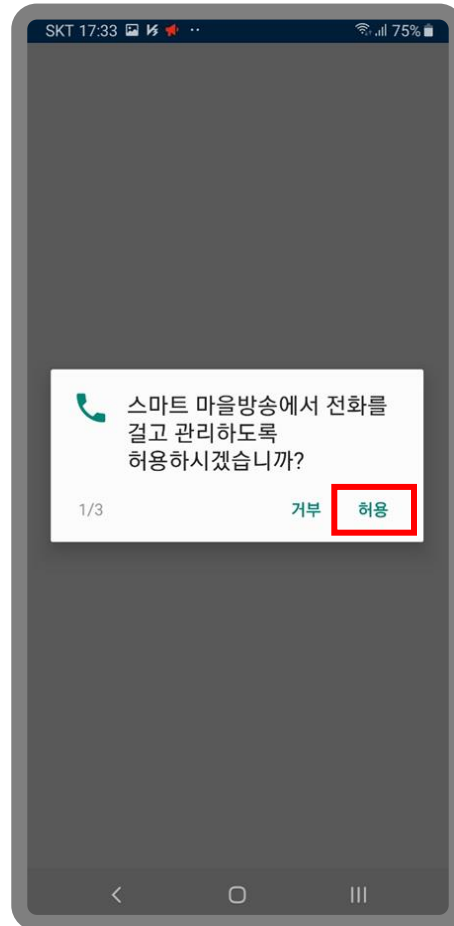 SKT 17:33
75%
스마트 마을방송에서 전화를
걸고 관리하도록
허용하시겠습니까?
1/3
거부
허용